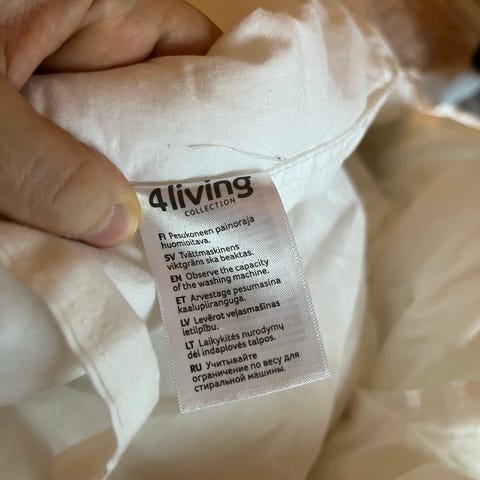 4living
COLLECTION
FI Pesukoneen painoraja
huomioitava.
SV Tvättmaskinens
viktgräns ska beaktas.
EN Observe the capacity
of the washing machine.
ET Arvestage pesumasina
kaalupiiranguga.
LV Levērot veļasmašīnas
ietilpību.
LT Laikykitės nurodymų
dėl indaplovės talpos.
RU Учитывайте
ограничение по весу для
стиральной машины.